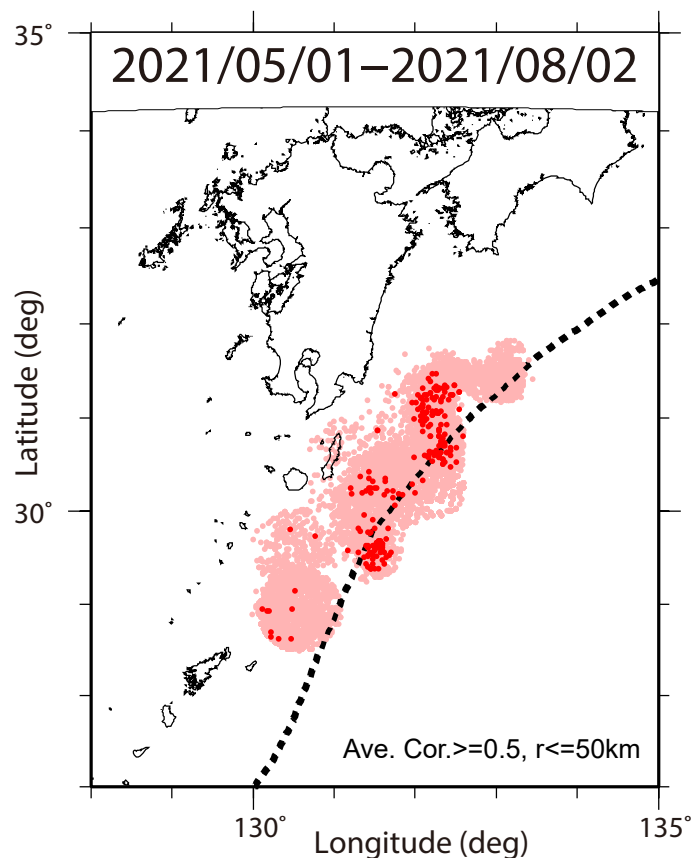 35°
2021/05/01−2021/08/02
Latitude (deg)
30°
Ave. Cor.>=0.5, r<=50km
130°
135°
Longitude (deg)